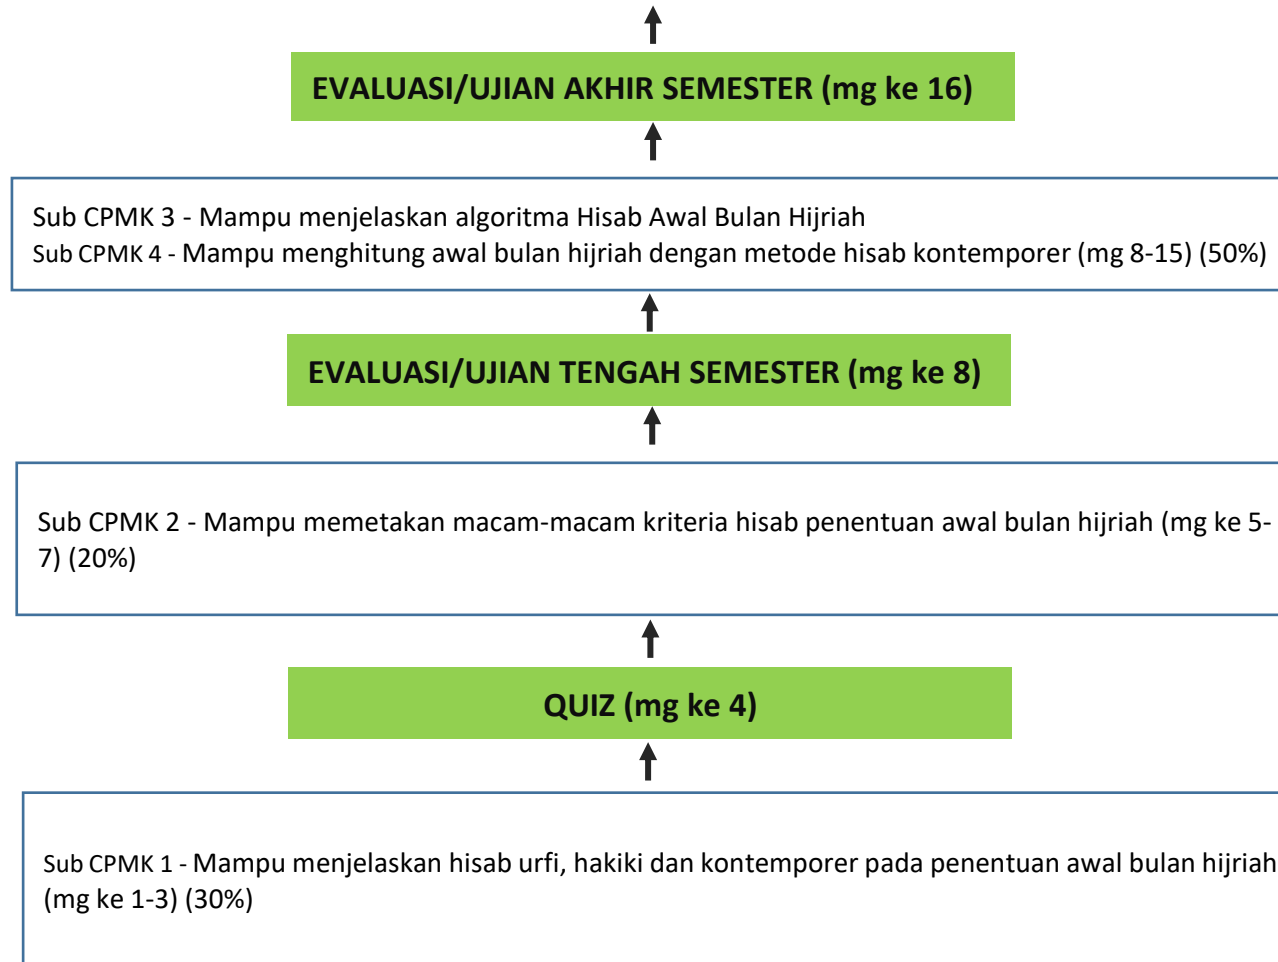 EVALUASI/UJIAN AKHIR SEMESTER (mg ke 16)
Sub CPMK 3 - Mampu menjelaskan algoritma Hisab Awal Bulan Hijriah
Sub CPMK 4 - Mampu menghitung awal bulan hijriah dengan metode hisab kontemporer (mg 8-15) (50%)
EVALUASI/UJIAN TENGAH SEMESTER (mg ke 8)
Sub CPMK 2 - Mampu memetakan macam-macam kriteria hisab penentuan awal bulan hijriah (mg ke 5-
7) (20%)
QUIZ (mg ke 4)
Sub CPMK 1 - Mampu menjelaskan hisab urfi, hakiki dan kontemporer pada penentuan awal bulan hijriah
(mg ke 1-3) (30%)